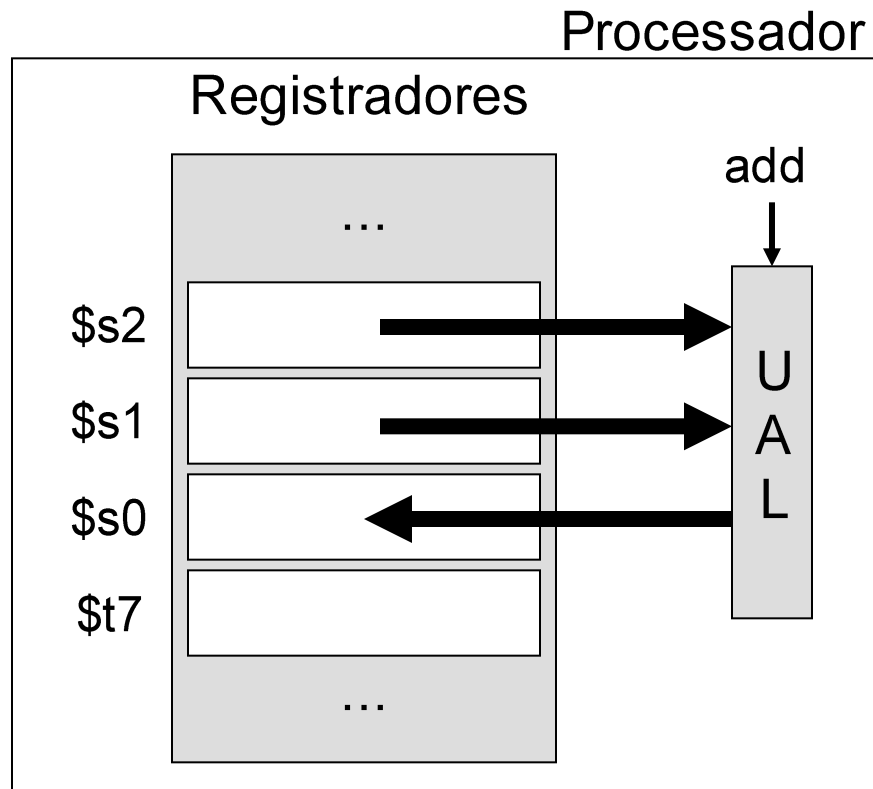 Processador
Registradores
add
...
$s2
$s1
$s0
$t7
...
U
A
L